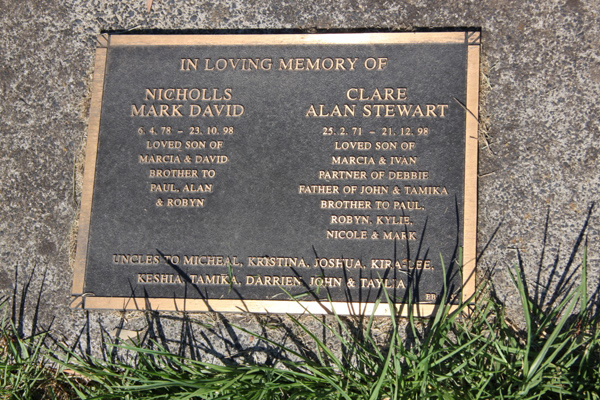 IN LOVING MEMORY OF
NICHOLLS
MARK DAVID
6. 4. 78 – 23. 10. 98
LOVED SON OF
MARCIA & DAVID
BROTHER TO
PAUL, ALAN
& ROBYN
CLARE
ALAN STEWART
25. 2. 71 – 21. 12. 98
LOVED SON OF
MARCIA & IVAN
PARTNER OF DEBBIE
FATHER OF JOHN & TAMIKA
BROTHER TO PAUL,
ROBYN, KYLIE,
NICOLE & MARK
UNCLES TO MICHEAL, KRISTINA, JOSHUA, KIRA-LEE,
KESHIA, TAMIKA, DARRIEN, JOHN & TAYLIA